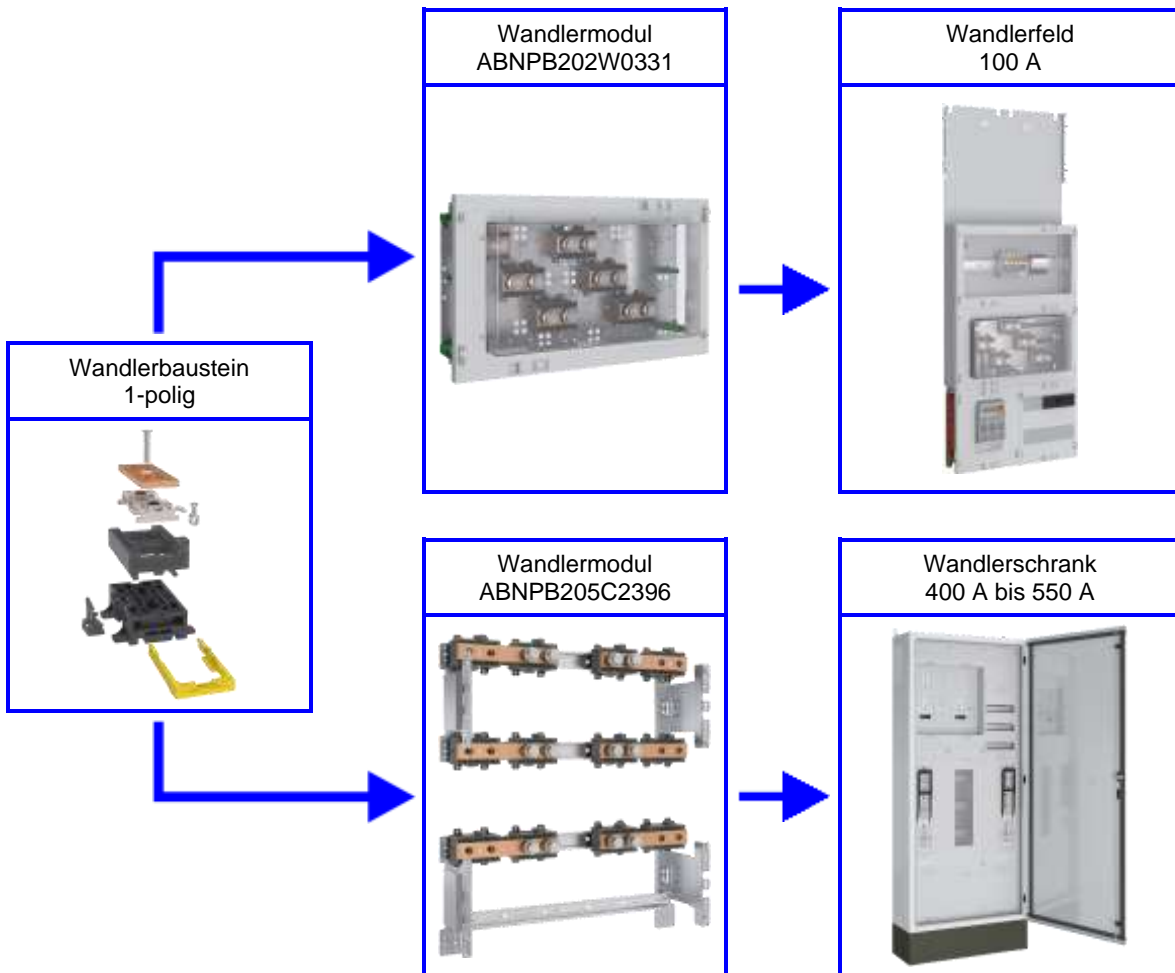 Wandlermodul
ABNPB202W0331
Wandlerfeld
100 A
Wandlerbaustein
1-polig
Wandlermodul
ABNPB205C2396
Wandlerschrank
400 A bis 550 A